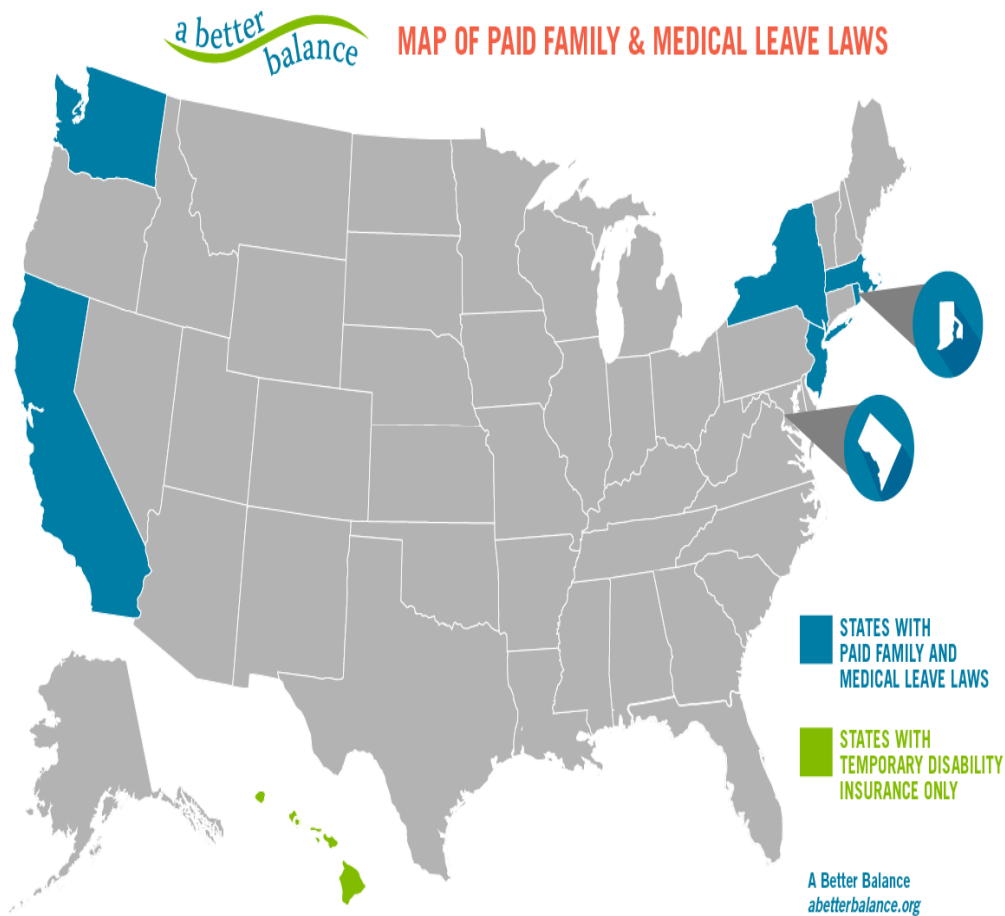 a better
balance
MAP OF PAID FAMILY & MEDICAL LEAVE LAWS
STATES WITH
PAID FAMILY AND
MEDICAL LEAVE LAWS
STATES WITH
TEMPORARY DISABILITY
INSURANCE ONLY
A Better Balance
abetterbalance.org